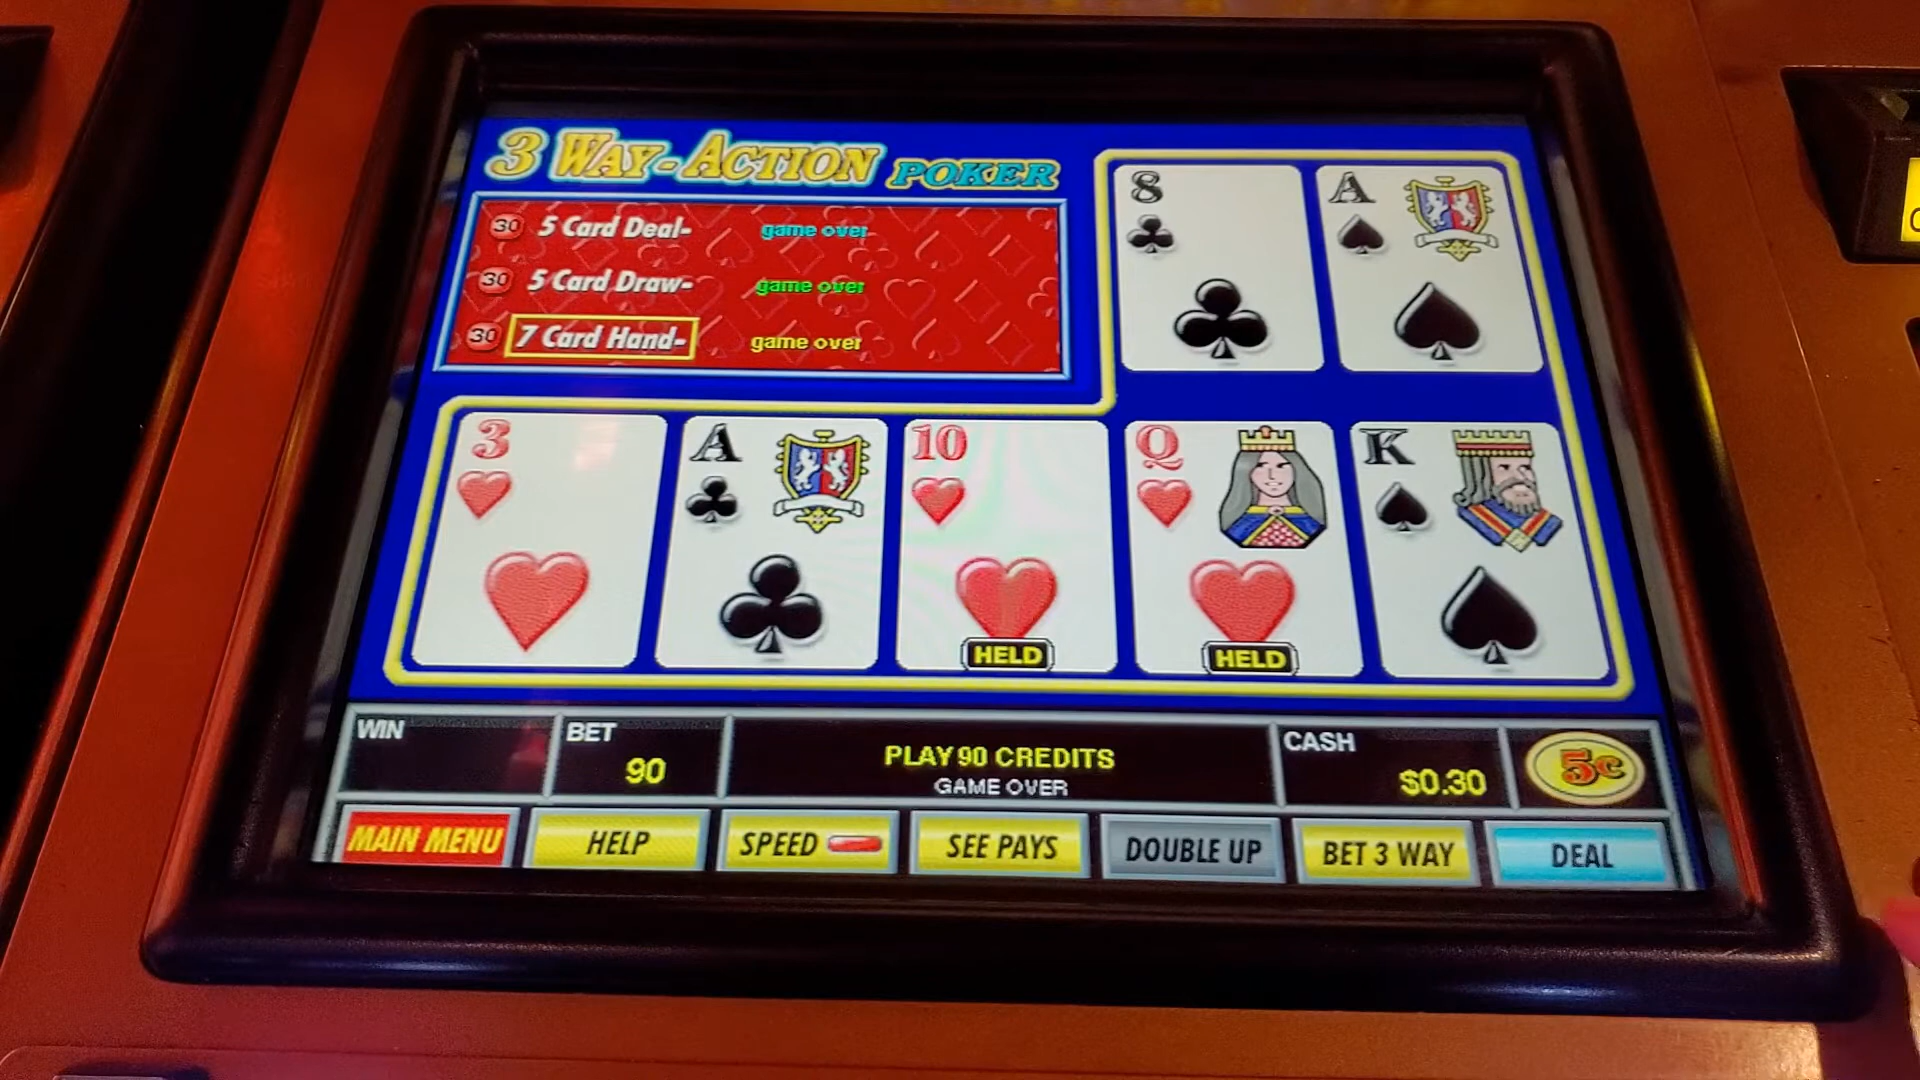 3 WAY-ACTION POKER
30 5 Card Deal- game over
30 5 Card Draw- game over
30 7 Card Hand- game over
8 A
3 A 10 Q K
HELD HELD
WIN BET 90 PLAY 90 CREDITS CASH $0.30 5¢
GAME OVER
MAIN MENU HELP SPEED SEE PAYS DOUBLE UP BET 3 WAY DEAL